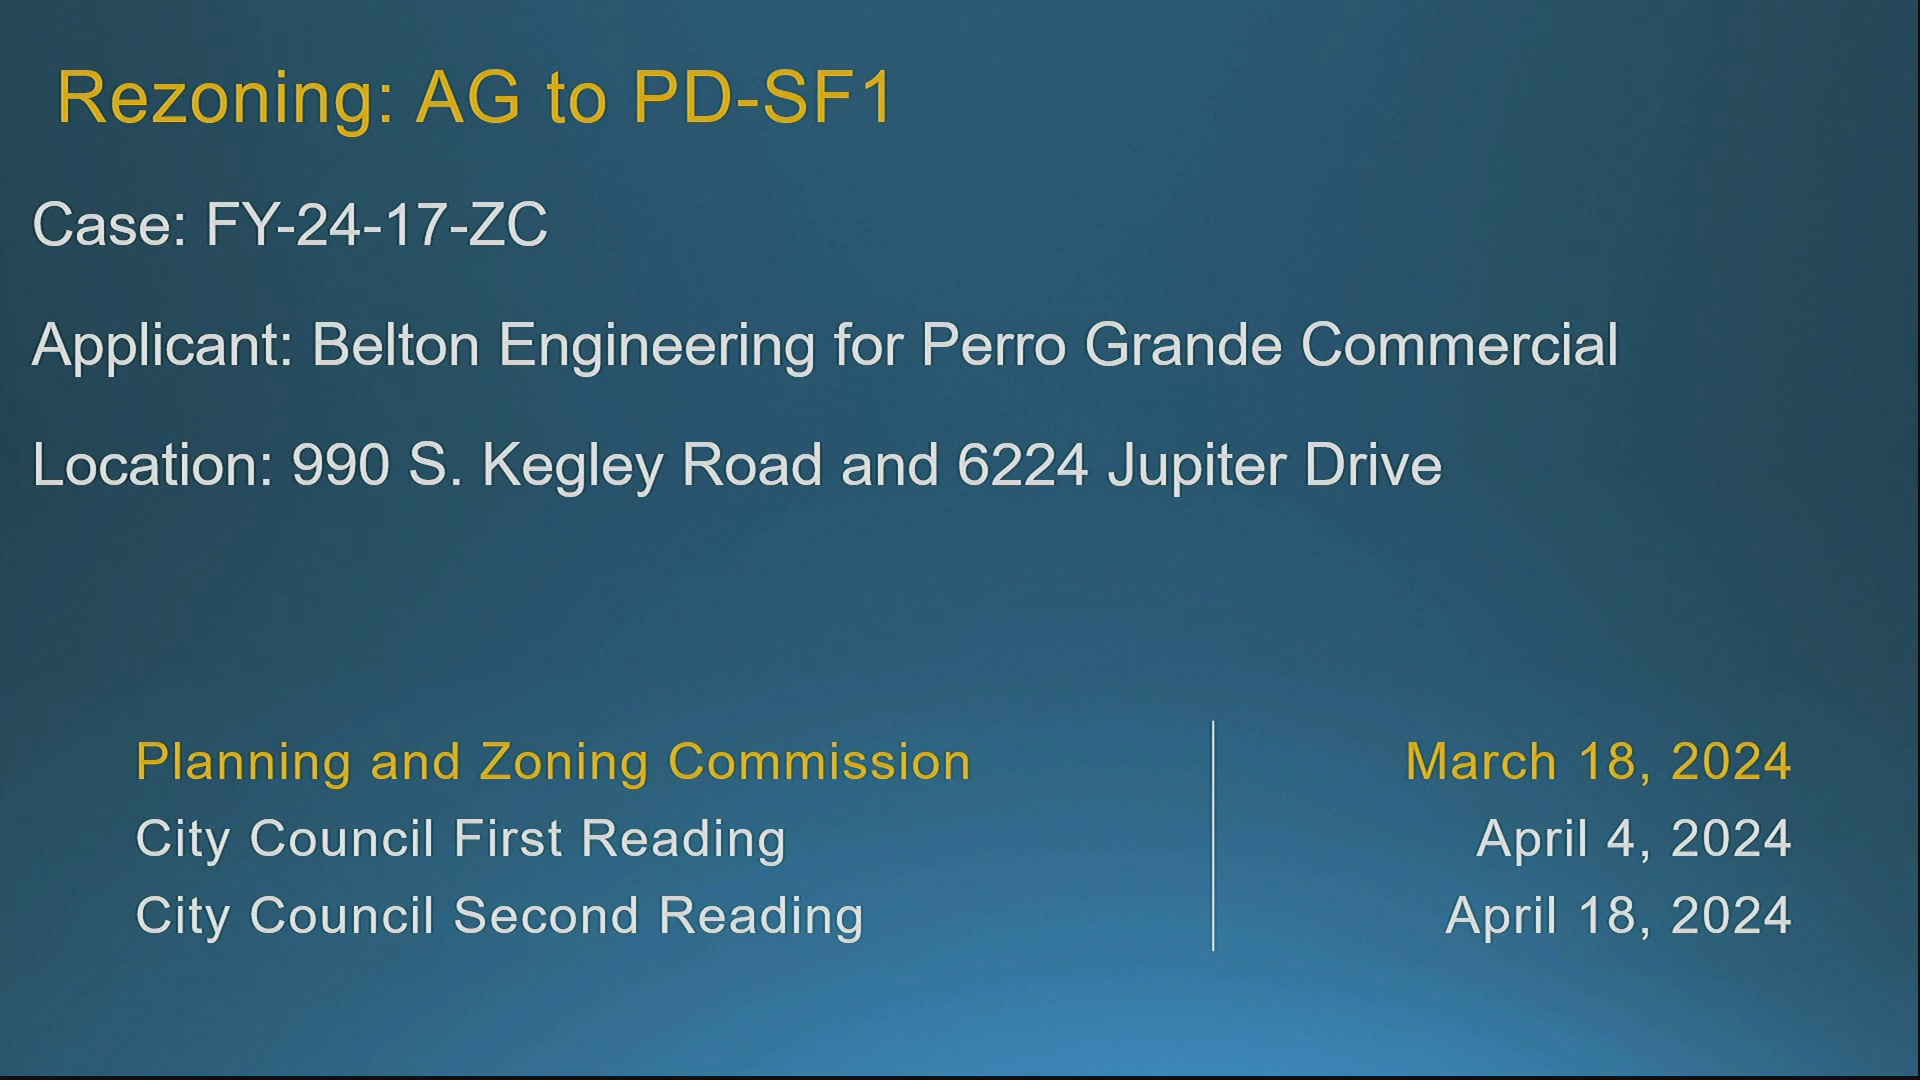 Rezoning: AG to PD-SF1
Case: FY-24-17-ZC
Applicant: Belton Engineering for Perro Grande Commercial
Location: 990 S. Kegley Road and 6224 Jupiter Drive
Planning and Zoning Commission March 18, 2024
City Council First Reading April 4, 2024
City Council Second Reading April 18, 2024